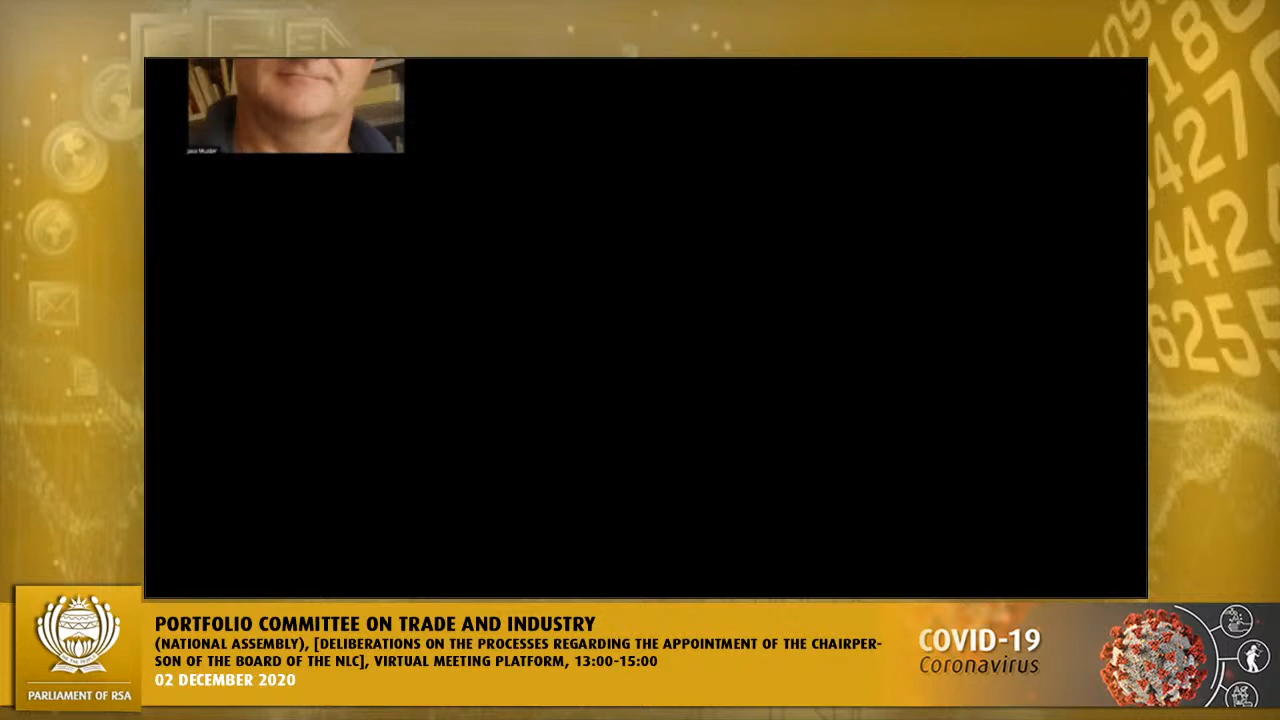 PORTFOLIO COMMITTEE ON TRADE AND INDUSTRY
(NATIONAL ASSEMBLY), [DELIBERATIONS ON THE PROCESSES REGARDING THE APPOINTMENT OF THE CHAIRPER-
SON OF THE BOARD OF THE NLC], VIRTUAL MEETING PLATFORM, 13:00-15:00
02 DECEMBER 2020
PARLIAMENT OF RSA
COVID-19
Coronavirus